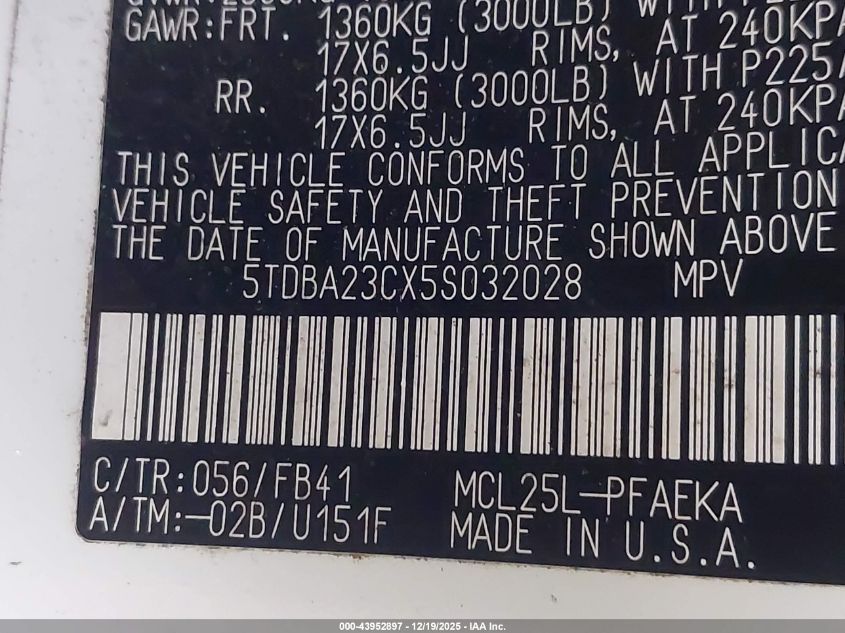 GAWR:FRT. 1360KG (3000LB) WITH P225
17X6.5JJ RIMS, AT 240KPA
RR. 1360KG (3000LB) WITH P225/
17X6.5JJ RIMS, AT 240KPA
THIS VEHICLE CONFORMS TO ALL APPLICA
VEHICLE SAFETY AND THEFT PREVENTION
THE DATE OF MANUFACTURE SHOWN ABOVE
5TDBA23CX5S032028 MPV
C/TR:056/FB41 MCL25L-PFAEKA
A/TM:-02B/U151F MADE IN U.S.A.
000-43952897 | 12/19/2025 | IAA Inc.